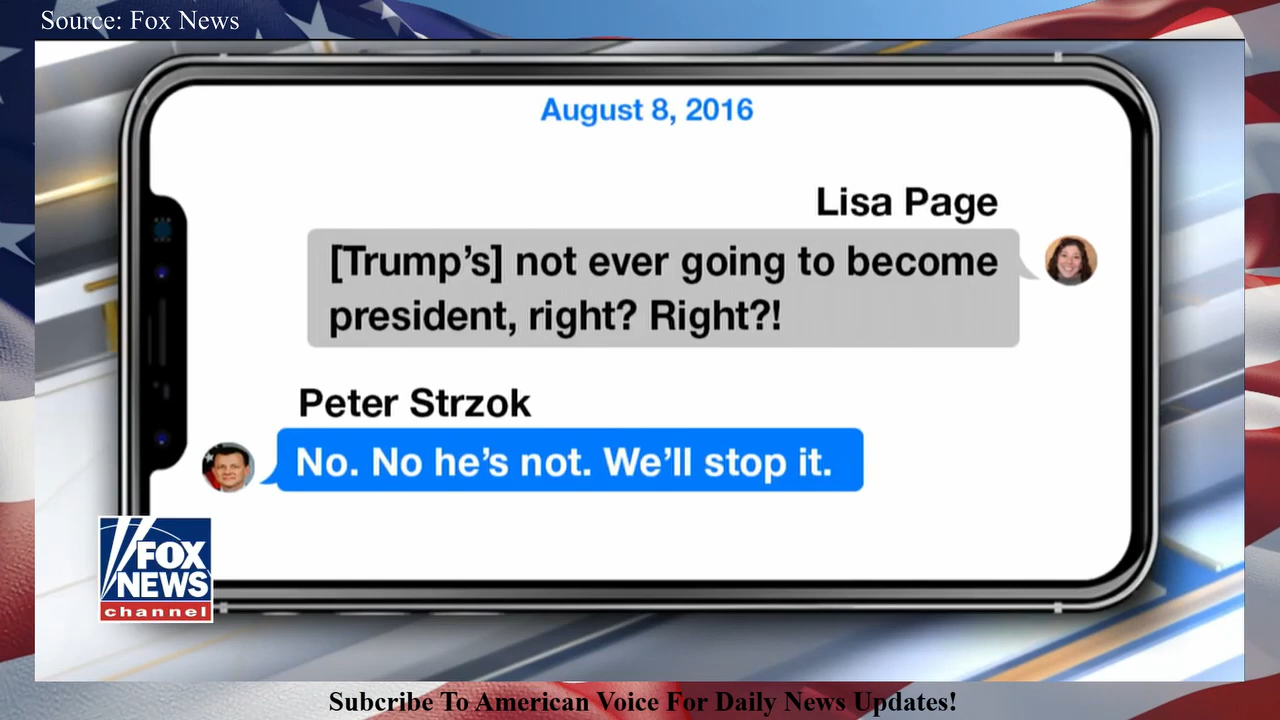 Source: Fox News
August 8, 2016
Lisa Page
[Trump’s] not ever going to become
president, right? Right?!
Peter Strzok
No. No he’s not. We’ll stop it.
FOX
NEWS
channel
Subcribe To American Voice For Daily News Updates!